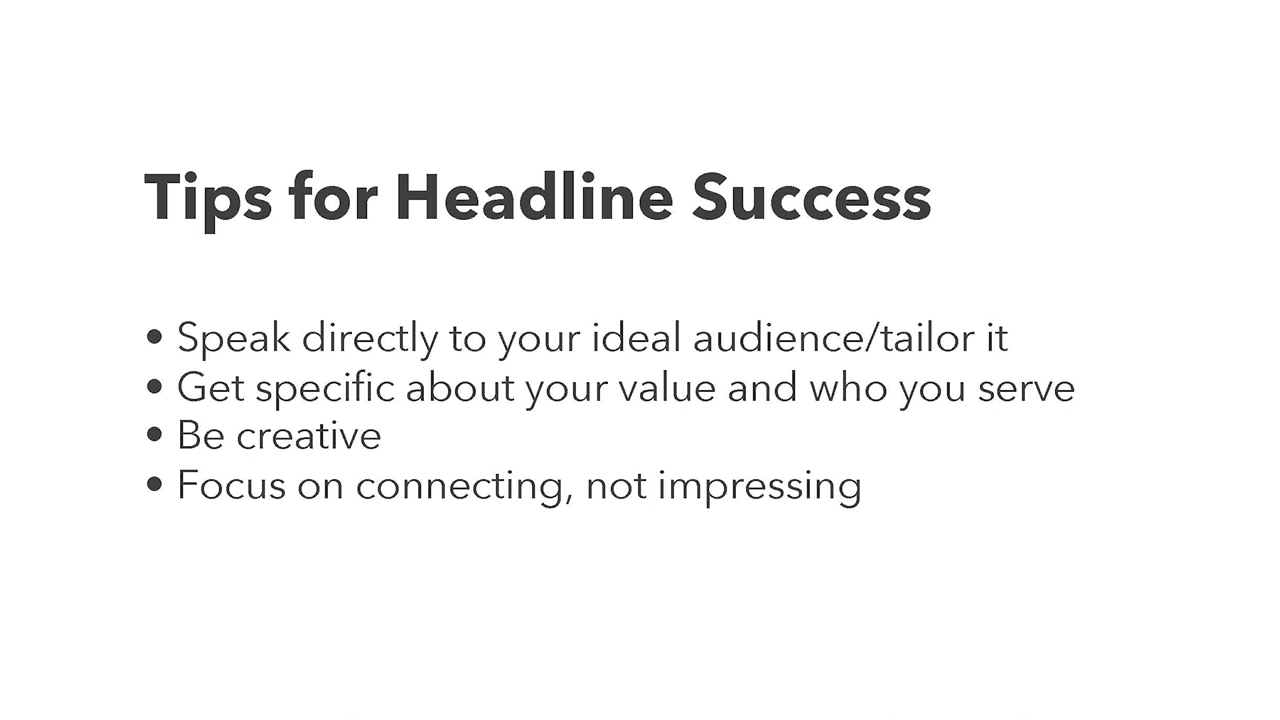 Tips for Headline Success
• Speak directly to your ideal audience/tailor it
• Get specific about your value and who you serve
• Be creative
• Focus on connecting, not impressing